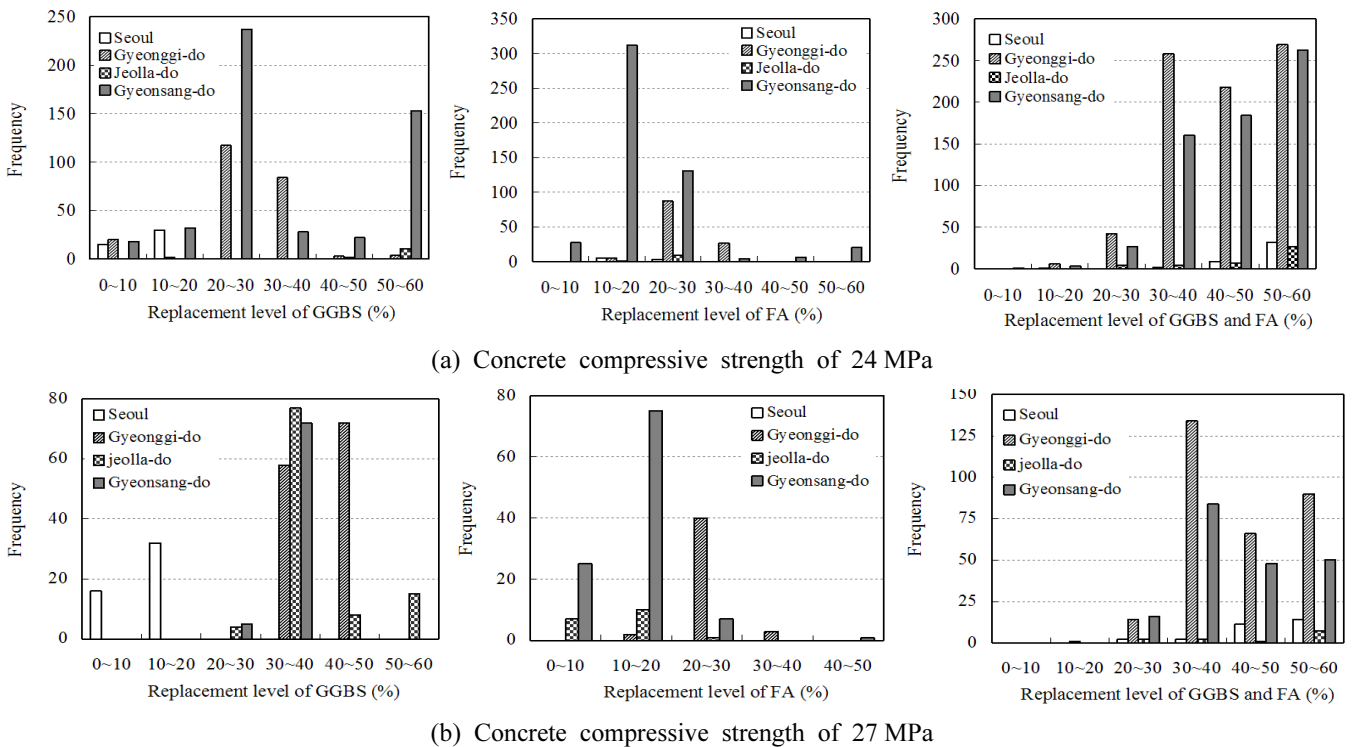 250
200
150
100
50
0
Frequency
Seoul
Gyeonggi-do
Jeolla-do
Gyeonsang-do
0~10 10~20 20~30 30~40 40~50 50~60
Replacement level of GGBS (%)
350
300
250
200
150
100
50
0
Frequency
Seoul
Gyeonggi-do
Jeolla-do
Gyeonsang-do
0~10 10~20 20~30 30~40 40~50 50~60
Replacement level of FA (%)
300
250
200
150
100
50
0
Frequency
Seoul
Gyeonggi-do
Jeolla-do
Gyeonsang-do
0~10 10~20 20~30 30~40 40~50 50~60
Replacement level of GGBS and FA (%)
(a) Concrete compressive strength of 24 MPa
80
60
40
20
0
Frequency
Seoul
Gyeonggi-do
jeolla-do
Gyeonsang-do
0~10 10~20 20~30 30~40 40~50 50~60
Replacement level of GGBS (%)
80
60
40
20
0
Frequency
Seoul
Gyeonggi-do
jeolla-do
Gyeonsang-do
0~10 10~20 20~30 30~40 40~50
Replacement level of FA (%)
150
125
100
75
50
25
0
Frequency
Seoul
Gyeonggi-do
jeolla-do
Gyeonsang-do
0~10 10~20 20~30 30~40 40~50 50~60
Replacement level of GGBS and FA (%)
(b) Concrete compressive strength of 27 MPa